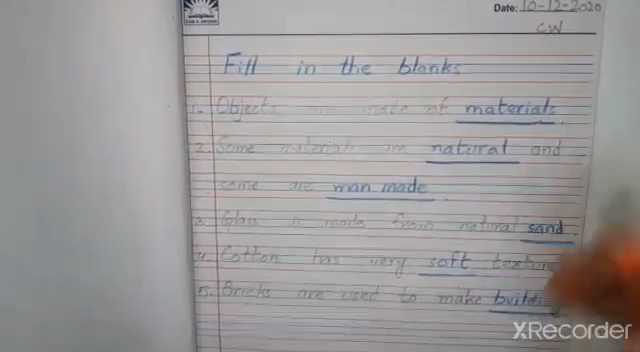 Date: 10-12-2020
CW
Fill in the blanks
1. Objects are made of materials.
2. Some materials are natural and
some are man made.
3. Glass is made from natural sand.
4. Cotton has very soft texture
5. Bricks are used to make building
XRecorder